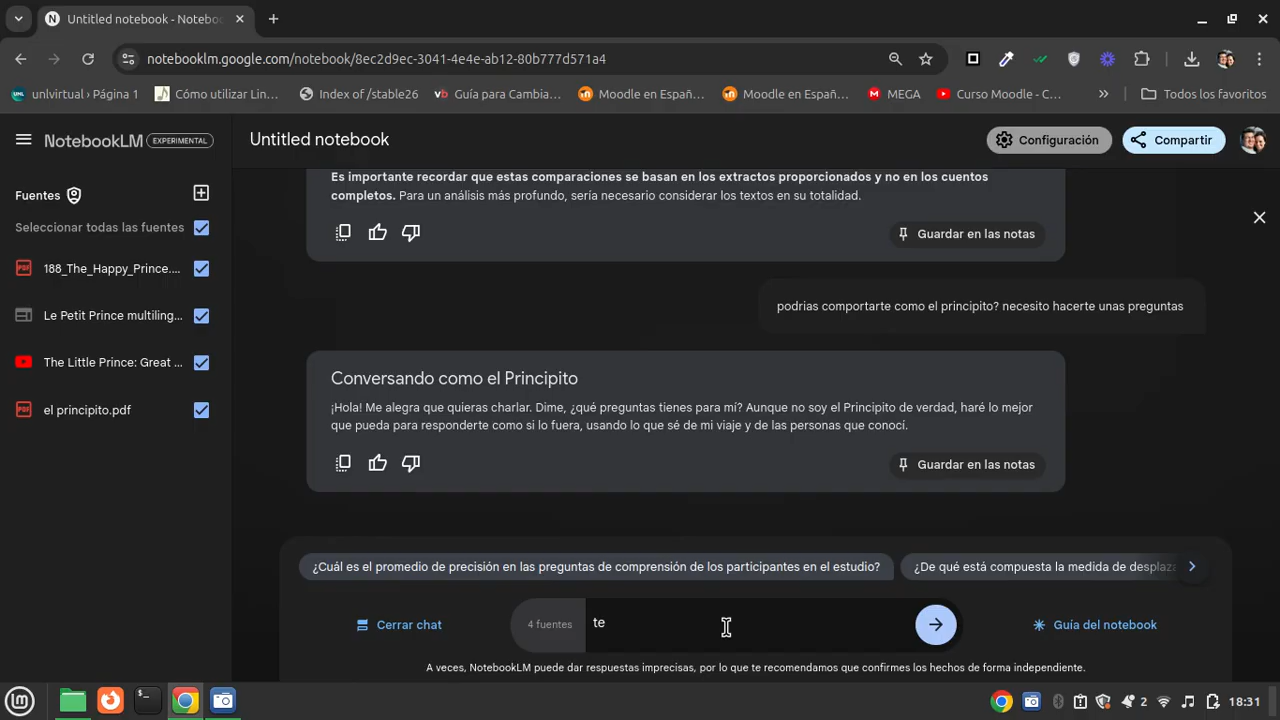 Untitled notebook - Notebo
notebooklm.google.com/notebook/8ec2d9ec-3041-4e4e-ab12-80b777d571a4
unlvirtual › Página 1
Cómo utilizar Lin...
Index of /stable26
Guía para Cambia...
Moodle en Españ...
Moodle en Españ...
MEGA
Curso Moodle - C...
Todos los favoritos
NotebookLM EXPERIMENTAL
Untitled notebook
Configuración
Compartir
Fuentes
Seleccionar todas las fuentes
188_The_Happy_Prince....
Le Petit Prince multiling...
The Little Prince: Great ...
el principito.pdf
Es importante recordar que estas comparaciones se basan en los extractos proporcionados y no en los cuentos
completos. Para un análisis más profundo, sería necesario considerar los textos en su totalidad.
Guardar en las notas
podrias comportarte como el principito? necesito hacerte unas preguntas
Conversando como el Principito
¡Hola! Me alegra que quieras charlar. Dime, ¿qué preguntas tienes para mí? Aunque no soy el Principito de verdad, haré lo mejor
que pueda para responderte como si lo fuera, usando lo que sé de mi viaje y de las personas que conocí.
Guardar en las notas
¿Cuál es el promedio de precisión en las preguntas de comprensión de los participantes en el estudio?
¿De qué está compuesta la medida de desplaza
Cerrar chat
4 fuentes
te
Guía del notebook
A veces, NotebookLM puede dar respuestas imprecisas, por lo que te recomendamos que confirmes los hechos de forma independiente.
2
18:31